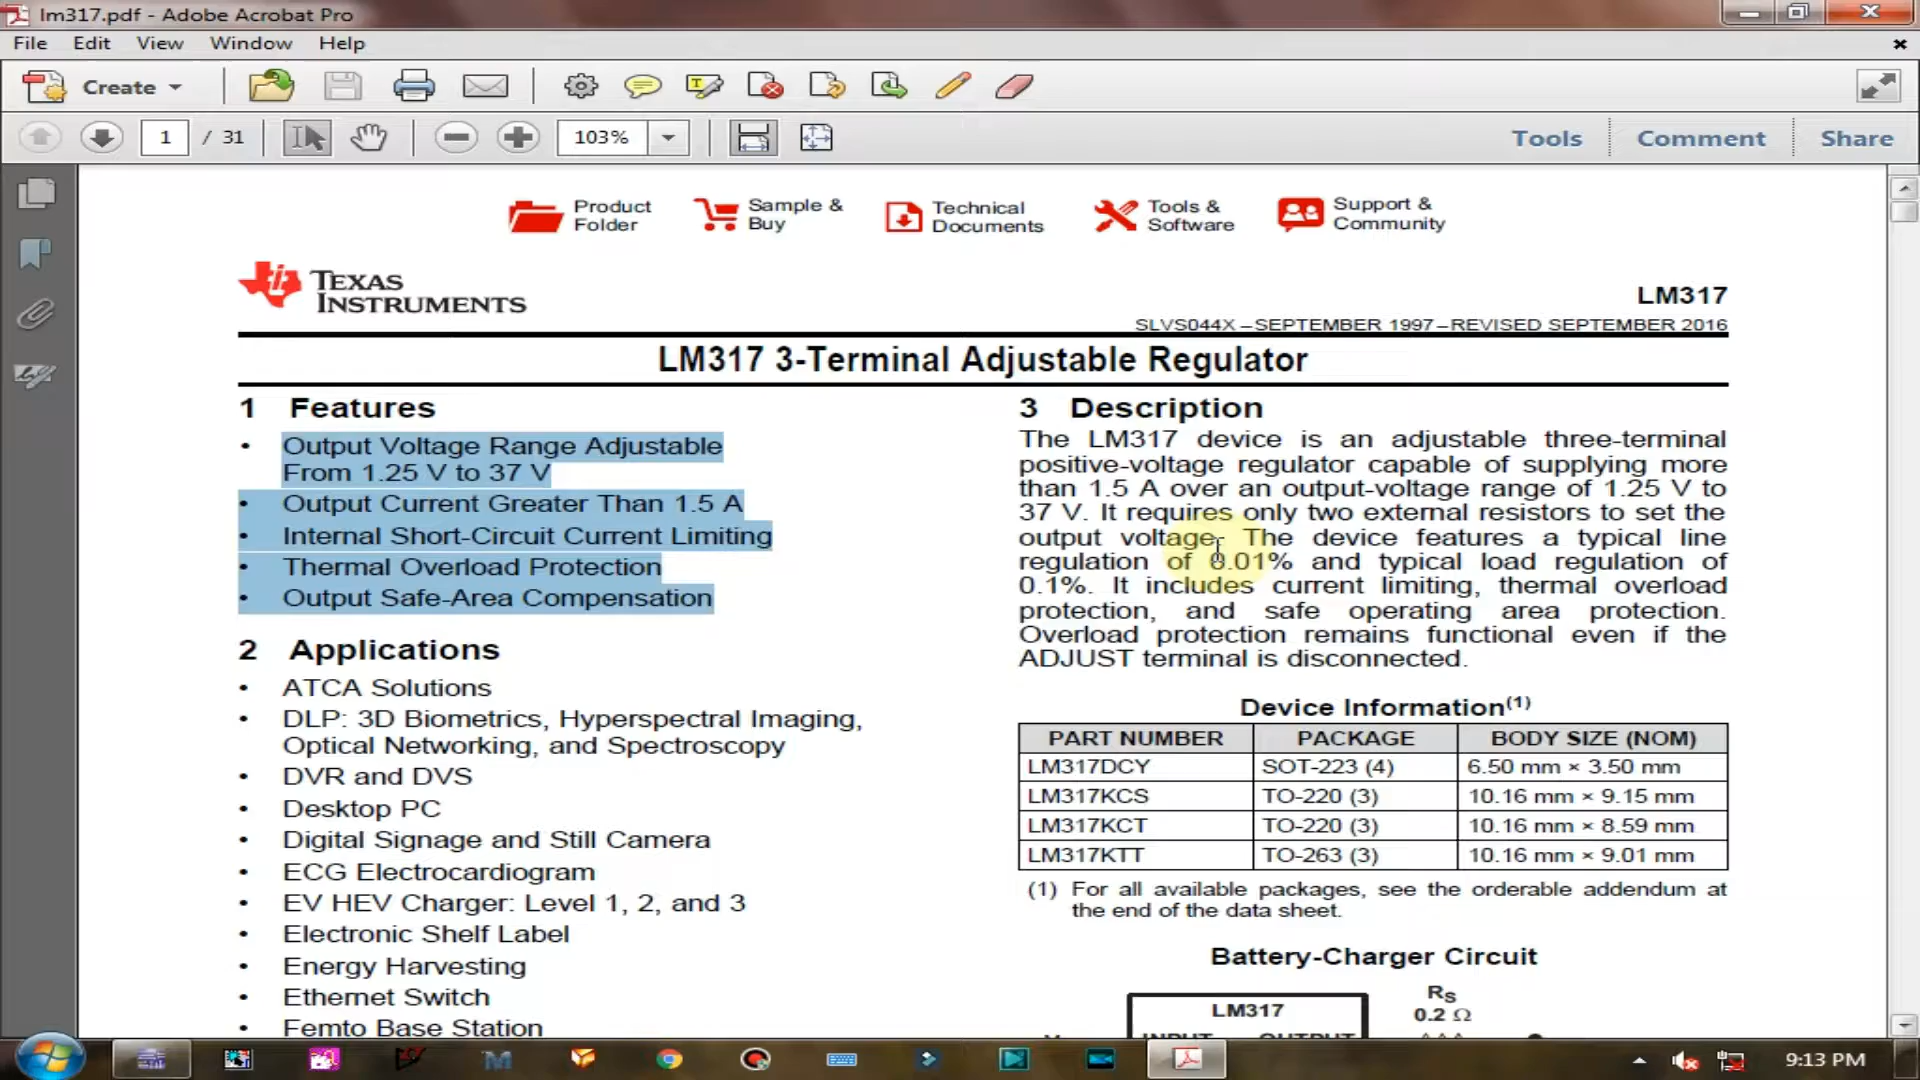 lm317.pdf - Adobe Acrobat Pro
File Edit View Window Help
Create
1 / 31 103% Tools Comment Share
Product
Folder
Sample &
Buy
Technical
Documents
Tools &
Software
Support &
Community
TEXAS
INSTRUMENTS
LM317
SLVS044X – SEPTEMBER 1997 – REVISED SEPTEMBER 2016
LM317 3-Terminal Adjustable Regulator
1 Features
• Output Voltage Range Adjustable
From 1.25 V to 37 V
• Output Current Greater Than 1.5 A
• Internal Short-Circuit Current Limiting
• Thermal Overload Protection
• Output Safe-Area Compensation
2 Applications
• ATCA Solutions
• DLP: 3D Biometrics, Hyperspectral Imaging,
Optical Networking, and Spectroscopy
• DVR and DVS
• Desktop PC
• Digital Signage and Still Camera
• ECG Electrocardiogram
• EV HEV Charger: Level 1, 2, and 3
• Electronic Shelf Label
• Energy Harvesting
• Ethernet Switch
• Femto Base Station
3 Description
The LM317 device is an adjustable three-terminal
positive-voltage regulator capable of supplying more
than 1.5 A over an output-voltage range of 1.25 V to
37 V. It requires only two external resistors to set the
output voltage. The device features a typical line
regulation of 0.01% and typical load regulation of
0.1%. It includes current limiting, thermal overload
protection, and safe operating area protection.
Overload protection remains functional even if the
ADJUST terminal is disconnected.
Device Information(1)
PART NUMBER PACKAGE BODY SIZE (NOM)
LM317DCY SOT-223 (4) 6.50 mm × 3.50 mm
LM317KCS TO-220 (3) 10.16 mm × 9.15 mm
LM317KCT TO-220 (3) 10.16 mm × 8.59 mm
LM317KTT TO-263 (3) 10.16 mm × 9.01 mm
(1) For all available packages, see the orderable addendum at
the end of the data sheet.
Battery-Charger Circuit
LM317
INPUT OUTPUT
RS
0.2 Ω
9:13 PM